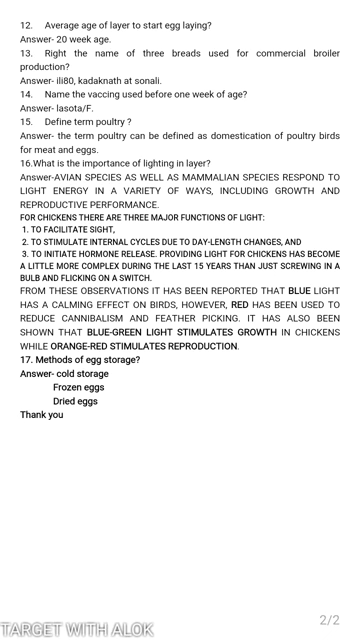 12. Average age of layer to start egg laying?
Answer- 20 week age.
13. Right the name of three breads used for commercial broiler
production?
Answer- ili80, kadaknath at sonali.
14. Name the vaccing used before one week of age?
Answer- lasota/F.
15. Define term poultry ?
Answer- the term poultry can be defined as domestication of poultry birds
for meat and eggs.
16.What is the importance of lighting in layer?
Answer-AVIAN SPECIES AS WELL AS MAMMALIAN SPECIES RESPOND TO
LIGHT ENERGY IN A VARIETY OF WAYS, INCLUDING GROWTH AND
REPRODUCTIVE PERFORMANCE.
FOR CHICKENS THERE ARE THREE MAJOR FUNCTIONS OF LIGHT:
1. TO FACILITATE SIGHT,
2. TO STIMULATE INTERNAL CYCLES DUE TO DAY-LENGTH CHANGES, AND
3. TO INITIATE HORMONE RELEASE. PROVIDING LIGHT FOR CHICKENS HAS BECOME
A LITTLE MORE COMPLEX DURING THE LAST 15 YEARS THAN JUST SCREWING IN A
BULB AND FLICKING ON A SWITCH.
FROM THESE OBSERVATIONS IT HAS BEEN REPORTED THAT BLUE LIGHT
HAS A CALMING EFFECT ON BIRDS, HOWEVER, RED HAS BEEN USED TO
REDUCE CANNIBALISM AND FEATHER PICKING. IT HAS ALSO BEEN
SHOWN THAT BLUE-GREEN LIGHT STIMULATES GROWTH IN CHICKENS
WHILE ORANGE-RED STIMULATES REPRODUCTION.
17. Methods of egg storage?
Answer- cold storage
Frozen eggs
Dried eggs
Thank you
2/2
TARGET WITH ALOK